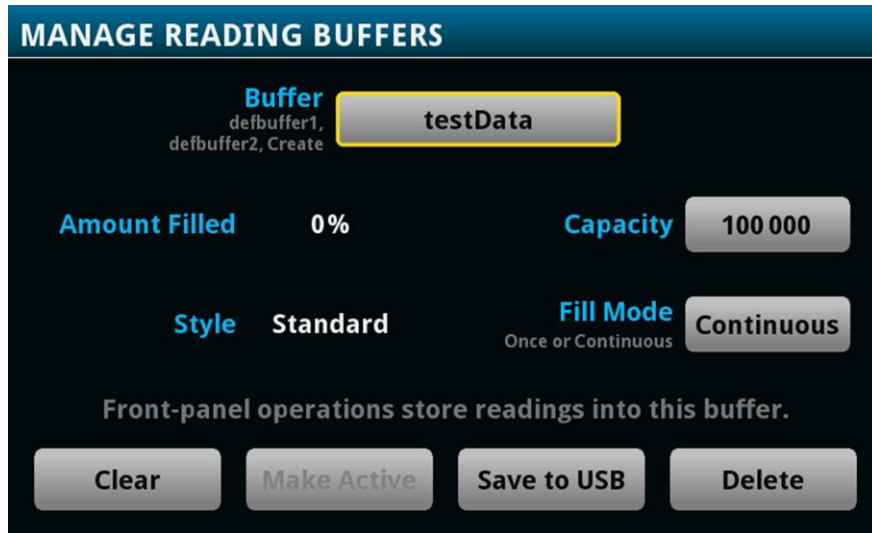 MANAGE READING BUFFERS
Buffer
defbuffer1,
defbuffer2, Create
testData
Amount Filled 0% Capacity 100 000
Style Standard Fill Mode Continuous
Once or Continuous
Front-panel operations store readings into this buffer.
Clear Make Active Save to USB Delete